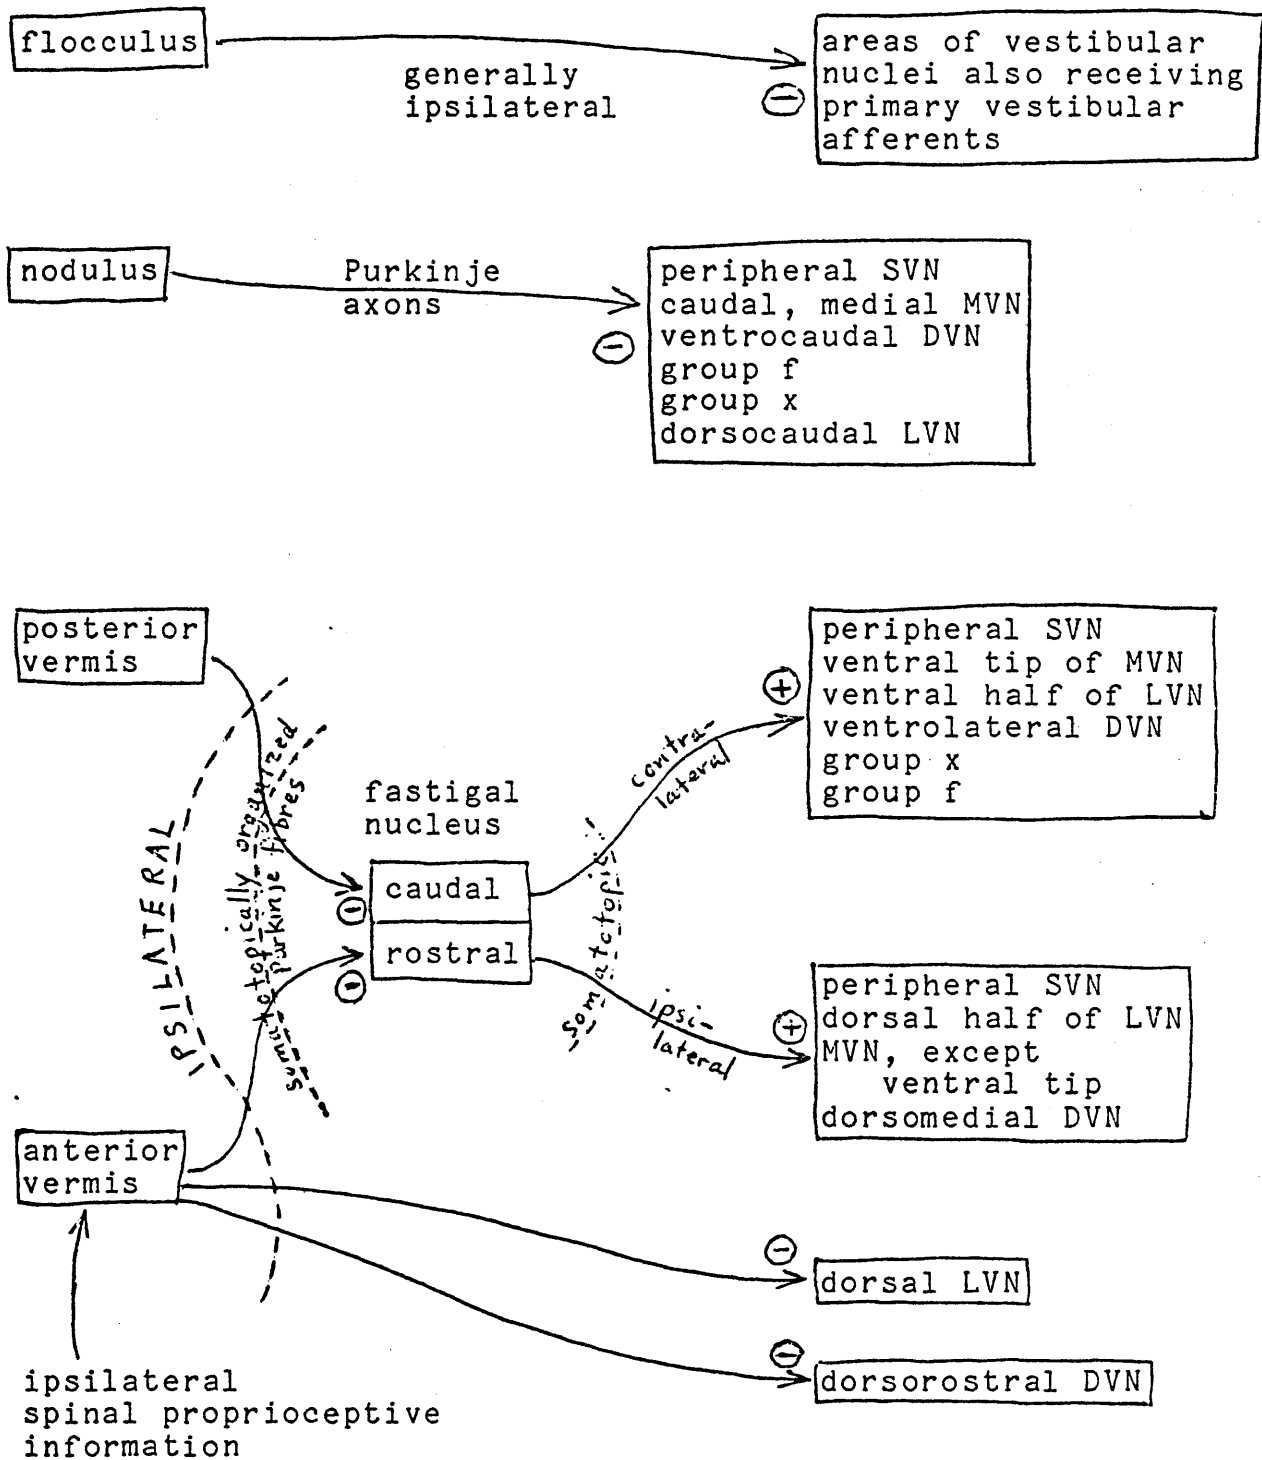 flocculus
generally
ipsilateral
⊖
areas of vestibular
nuclei also receiving
primary vestibular
afferents
nodulus
Purkinje
axons
⊖
peripheral SVN
caudal, medial MVN
ventrocaudal DVN
group f
group x
dorsocaudal LVN
posterior
vermis
IPSILATERAL
somatotopically organized
purkinje fibres
fastigal
nucleus
caudal
⊖
rostral
⊖
somatotopic
contra-
lateral
⊕
peripheral SVN
ventral tip of MVN
ventral half of LVN
ventrolateral DVN
group x
group f
ipsi-
lateral
⊕
peripheral SVN
dorsal half of LVN
MVN, except
ventral tip
dorsomedial DVN
anterior
vermis
⊖
dorsal LVN
⊖
dorsorostral DVN
ipsilateral
spinal proprioceptive
information